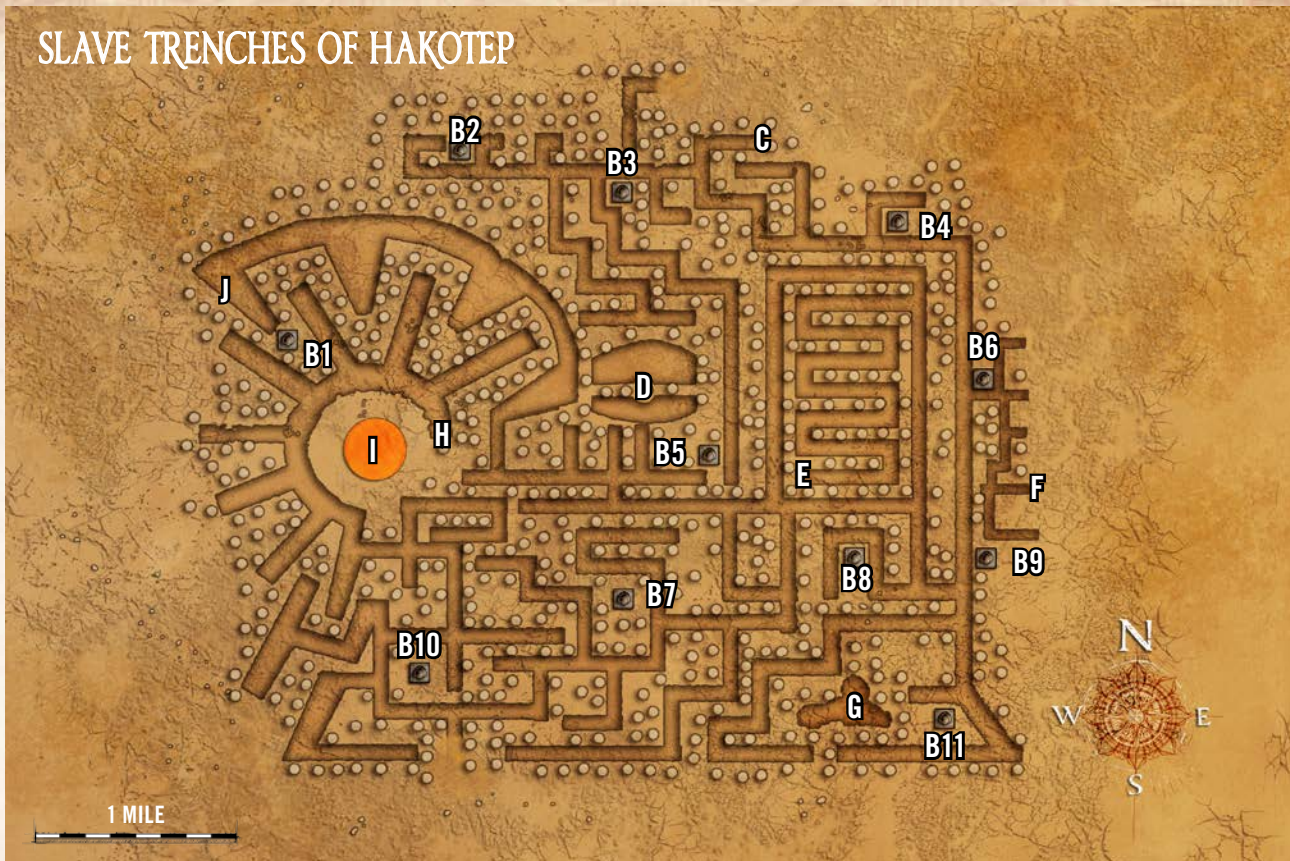 SLAVE TRENCHES OF HAKOTEP
B2
C
B3
B4
J
B1
B6
D
H
I
B5
E
F
B9
B8
B7
B10
G
B11
N
W
E
S
1 MILE